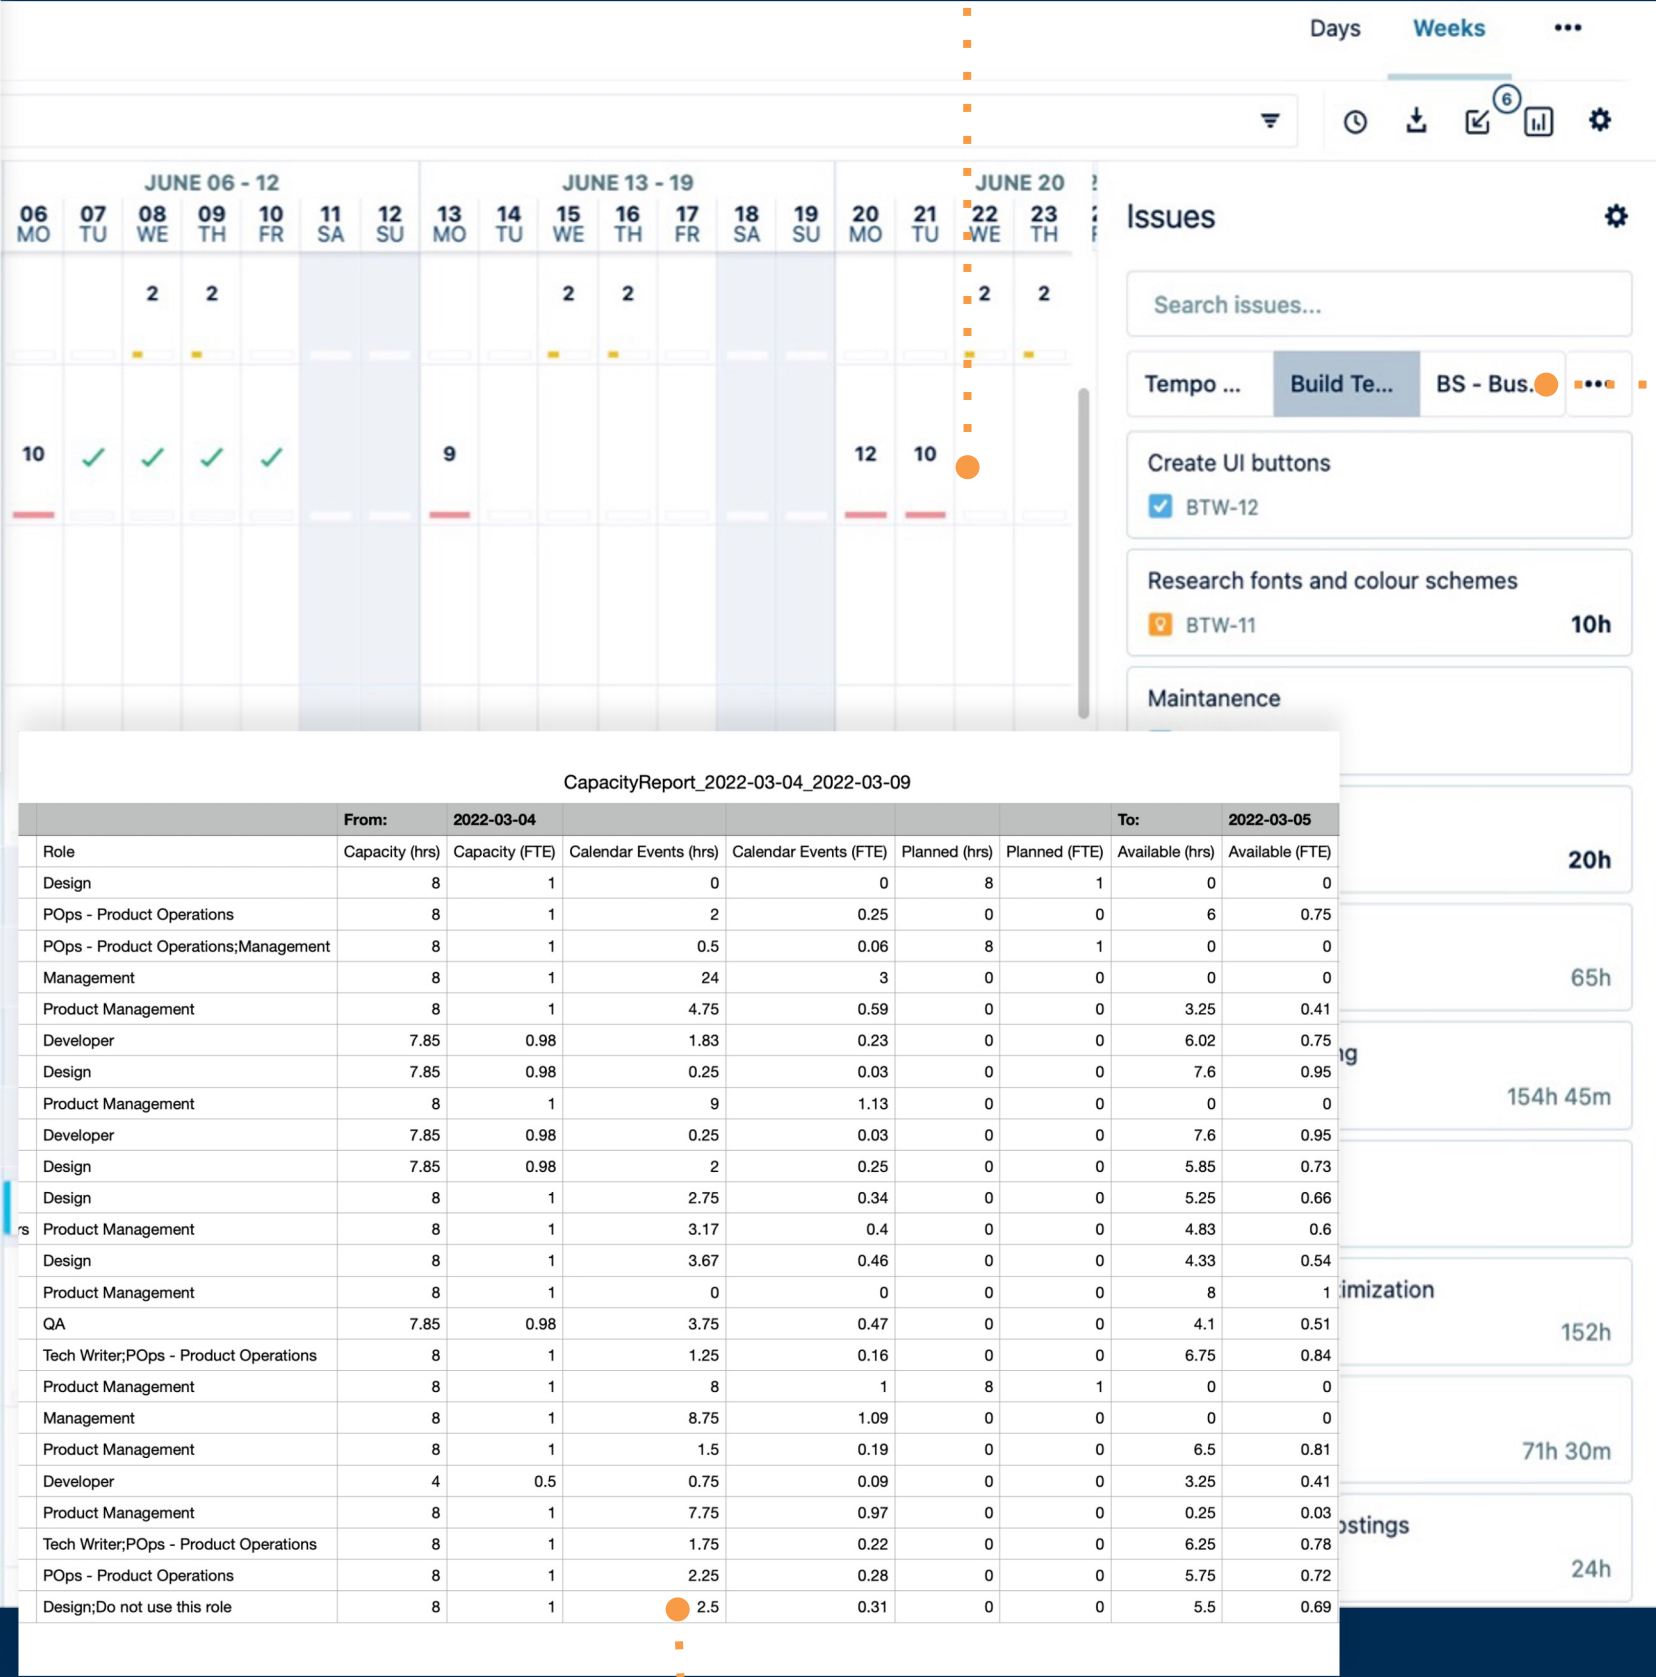 Days Weeks •••
6
JUNE 06 - 12 JUNE 13 - 19 JUNE 20
06 07 08 09 10 11 12 13 14 15 16 17 18 19 20 21 22 23
MO TU WE TH FR SA SU MO TU WE TH FR SA SU MO TU WE TH
2 2 2 2 2 2
10 9 12 10
Issues
Search issues...
Tempo ... Build Te... BS - Bus... •••
Create UI buttons
BTW-12
Research fonts and colour schemes
BTW-11 10h
Maintanence
20h
65h
ng
154h 45m
imization
152h
71h 30m
ostings
24h
CapacityReport_2022-03-04_2022-03-09
From: 2022-03-04 To: 2022-03-05
Role Capacity (hrs) Capacity (FTE) Calendar Events (hrs) Calendar Events (FTE) Planned (hrs) Planned (FTE) Available (hrs) Available (FTE)
Design 8 1 0 0 8 1 0 0
POps - Product Operations 8 1 2 0.25 0 0 6 0.75
POps - Product Operations;Management 8 1 0.5 0.06 8 1 0 0
Management 8 1 24 3 0 0 0 0
Product Management 8 1 4.75 0.59 0 0 3.25 0.41
Developer 7.85 0.98 1.83 0.23 0 0 6.02 0.75
Design 7.85 0.98 0.25 0.03 0 0 7.6 0.95
Product Management 8 1 9 1.13 0 0 0 0
Developer 7.85 0.98 0.25 0.03 0 0 7.6 0.95
Design 7.85 0.98 2 0.25 0 0 5.85 0.73
Design 8 1 2.75 0.34 0 0 5.25 0.66
rs Product Management 8 1 3.17 0.4 0 0 4.83 0.6
Design 8 1 3.67 0.46 0 0 4.33 0.54
Product Management 8 1 0 0 0 0 8 1
QA 7.85 0.98 3.75 0.47 0 0 4.1 0.51
Tech Writer;POps - Product Operations 8 1 1.25 0.16 0 0 6.75 0.84
Product Management 8 1 8 1 8 1 0 0
Management 8 1 8.75 1.09 0 0 0 0
Product Management 8 1 1.5 0.19 0 0 6.5 0.81
Developer 4 0.5 0.75 0.09 0 0 3.25 0.41
Product Management 8 1 7.75 0.97 0 0 0.25 0.03
Tech Writer;POps - Product Operations 8 1 1.75 0.22 0 0 6.25 0.78
POps - Product Operations 8 1 2.25 0.28 0 0 5.75 0.72
Design;Do not use this role 8 1 2.5 0.31 0 0 5.5 0.69